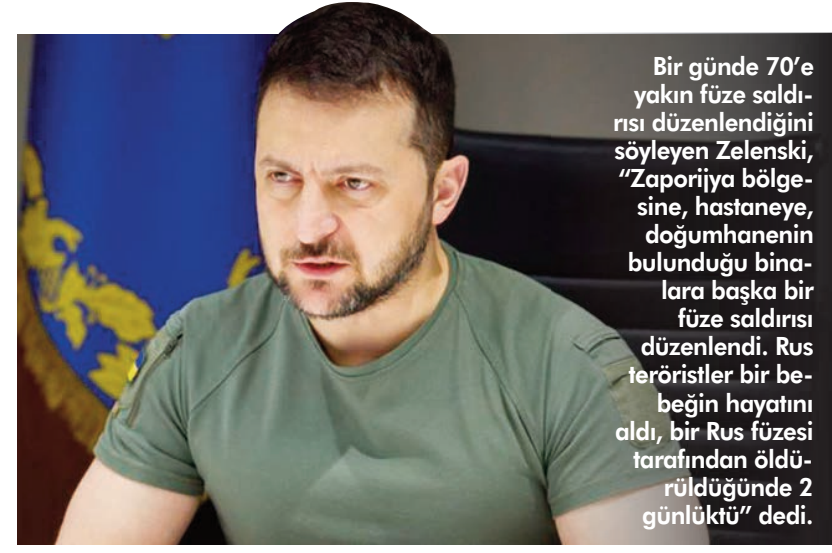 Bir günde 70’e
yakın füze saldı-
rısı düzenlendiğini
söyleyen Zelenski,
“Zaporijya bölge-
sine, hastaneye,
doğumhanenin
bulunduğu bina-
lara başka bir
füze saldırısı
düzenlendi. Rus
teröristler bir be-
beğin hayatını
aldı, bir Rus füzesi
tarafından öldü-
rüldüğünde 2
günlüktü” dedi.